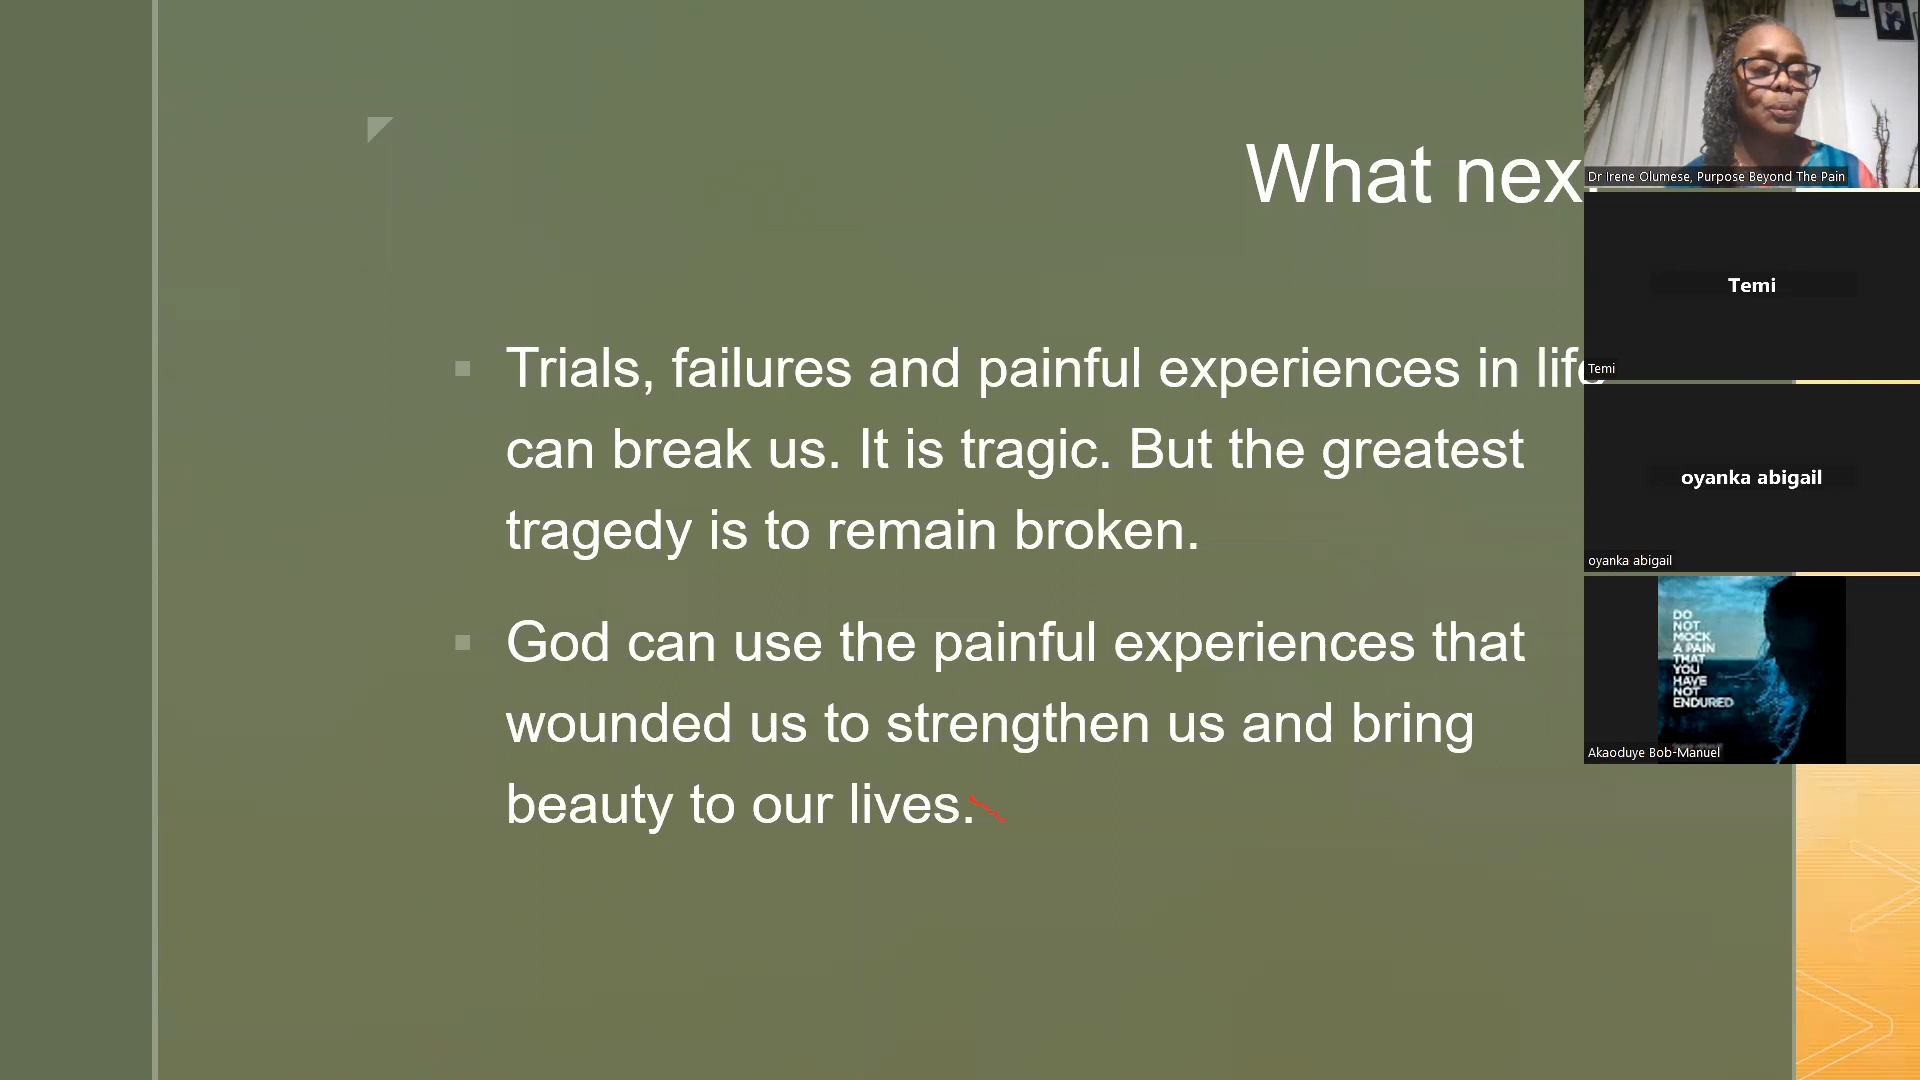 What nex
Trials, failures and painful experiences in life
can break us. It is tragic. But the greatest
tragedy is to remain broken.
God can use the painful experiences that
wounded us to strengthen us and bring
beauty to our lives.
Dr Irene Olumese, Purpose Beyond The Pain
Temi
Temi
oyanka abigail
oyanka abigail
DO
NOT
MOCK
A PAIN
THAT
YOU
HAVE
NOT
ENDURED
Akaoduye Bob-Manuel